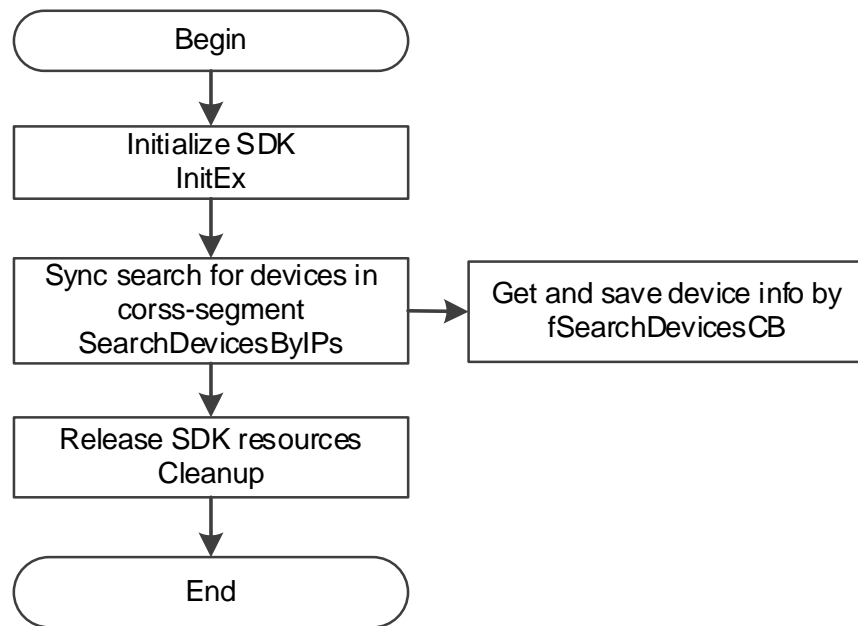 Begin
Initialize SDK
InitEx
Sync search for devices in
corss-segment
SearchDevicesByIPs
Get and save device info by
fSearchDevicesCB
Release SDK resources
Cleanup
End